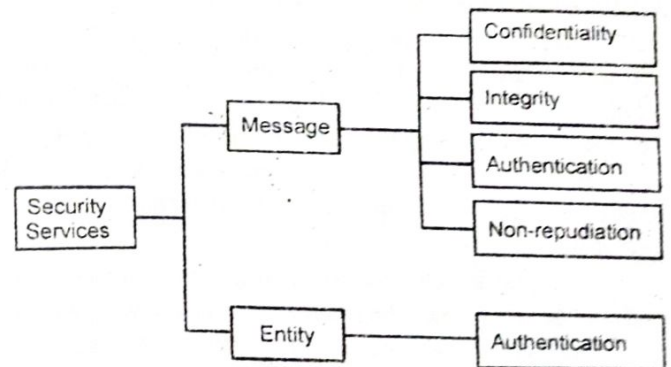 Confidentiality
Integrity
Message
Authentication
Security
Services
Non-repudiation
Entity
Authentication